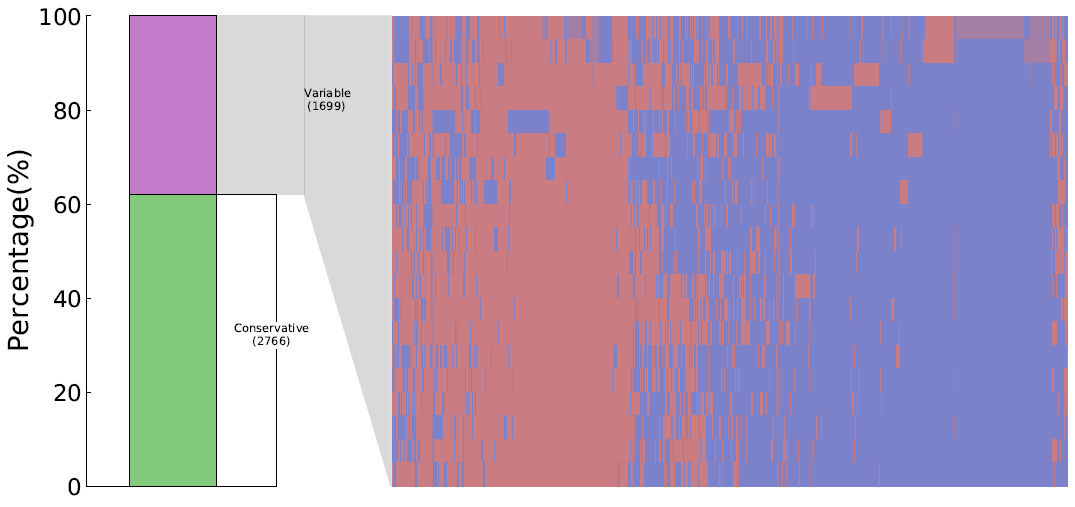 100
80
60
40
20
0
Percentage(%)
Variable
(1699)
Conservative
(2766)